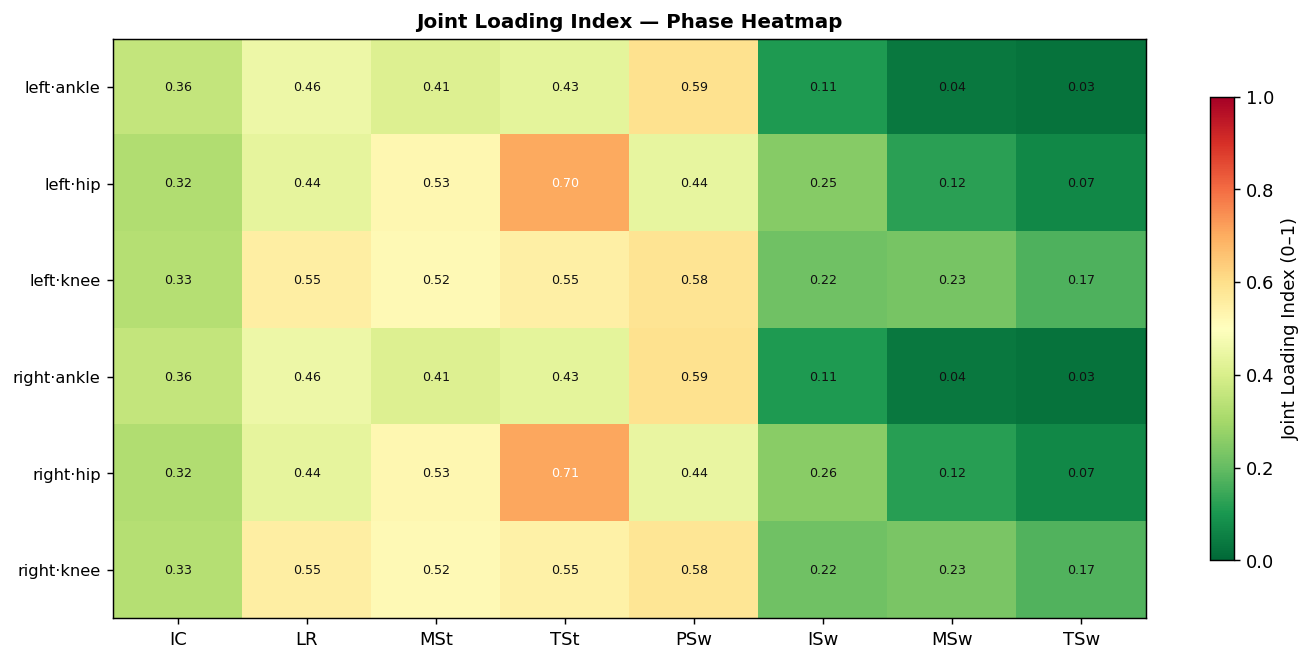 Joint Loading Index — Phase Heatmap
left·ankle 0.36 0.46 0.41 0.43 0.59 0.11 0.04 0.03
left·hip 0.32 0.44 0.53 0.70 0.44 0.25 0.12 0.07
left·knee 0.33 0.55 0.52 0.55 0.58 0.22 0.23 0.17
right·ankle 0.36 0.46 0.41 0.43 0.59 0.11 0.04 0.03
right·hip 0.32 0.44 0.53 0.71 0.44 0.26 0.12 0.07
right·knee 0.33 0.55 0.52 0.55 0.58 0.22 0.23 0.17
IC LR MSt TSt PSw ISw MSw TSw
1.0
0.8
0.6
0.4
0.2
0.0
Joint Loading Index (0–1)